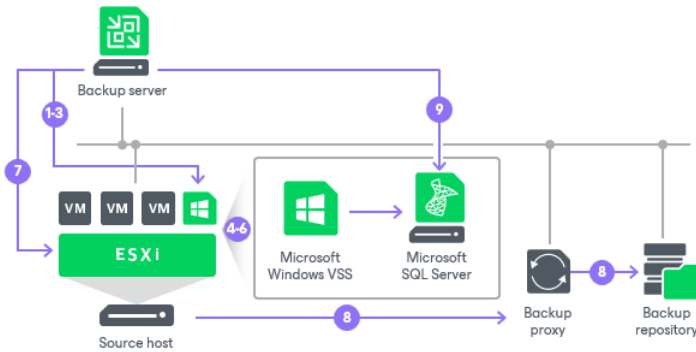 Backup server
1-3
9
7
VM VM VM
4-6
ESXi
Microsoft
Windows VSS
Microsoft
SQL Server
8
8
Source host
Backup
proxy
Backup
repository